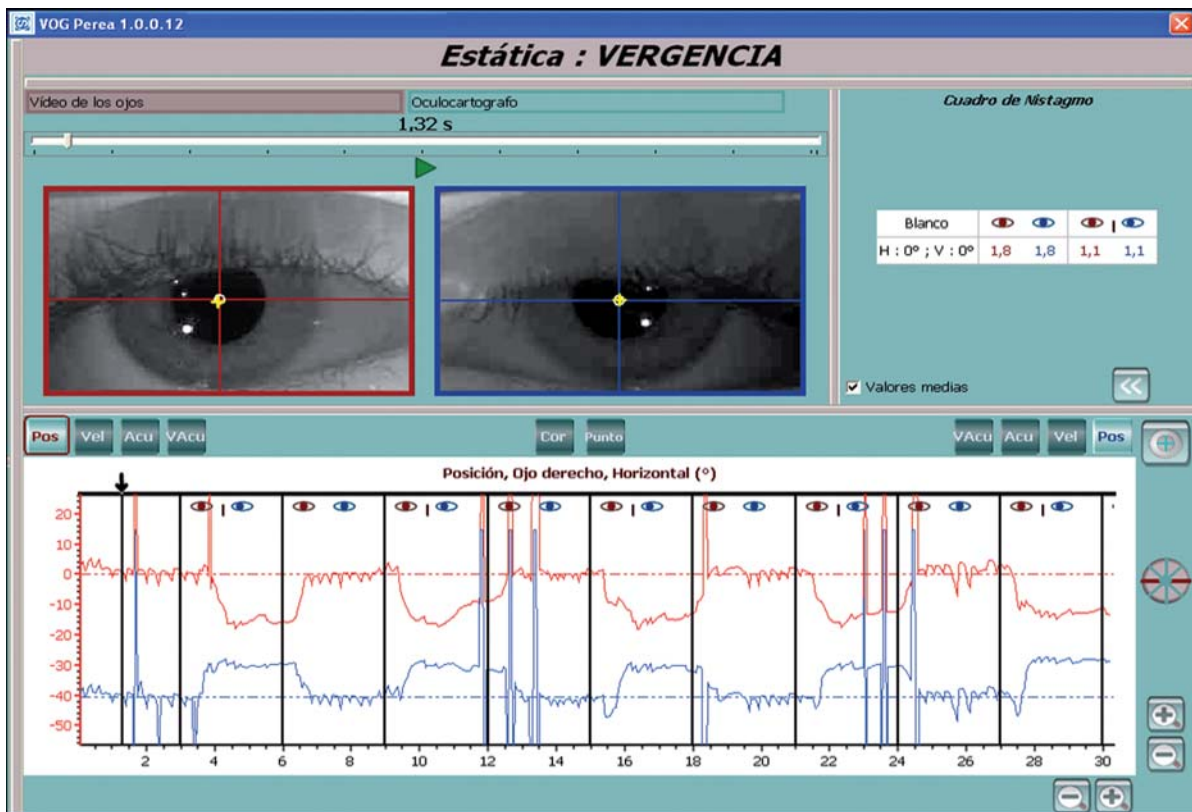 VOG Perea 1.0.0.12
Estática : VERGENCIA
Vídeo de los ojos
Oculocartografo
1,32 s
Cuadro de Nistagmo
Blanco
H : 0° ; V : 0° 1,8 1,8 1,1 1,1
Valores medias
Pos Vel Acu VAcu Cor Punto VAcu Acu Vel Pos
Posición, Ojo derecho, Horizontal (°)
20
10
0
-10
-20
-30
-40
-50
2 4 6 8 10 12 14 16 18 20 22 24 26 28 30